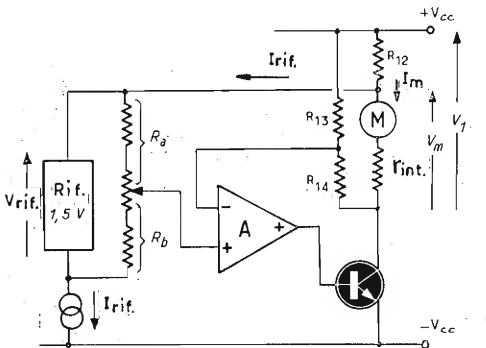 +Vcc
R12
Irif.
Im
M
R13
V1
Vm
Ra
R14
rint.
Vrif.
Rif.
1,5 V
Rb
−
A
+
+
Irif.
−Vcc